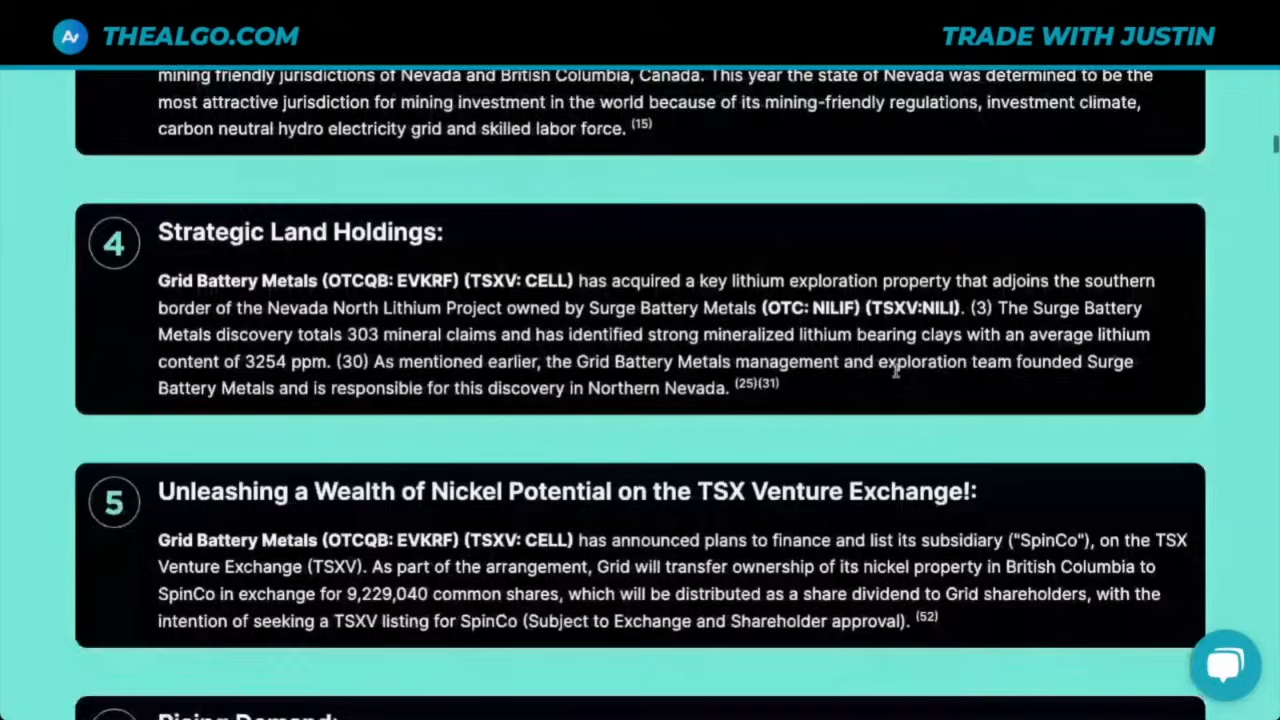 THEALGO.COM
TRADE WITH JUSTIN
mining friendly jurisdictions of Nevada and British Columbia, Canada. This year the state of Nevada was determined to be the
most attractive jurisdiction for mining investment in the world because of its mining-friendly regulations, investment climate,
carbon neutral hydro electricity grid and skilled labor force. (15)
4
Strategic Land Holdings:
Grid Battery Metals (OTCQB: EVKRF) (TSXV: CELL) has acquired a key lithium exploration property that adjoins the southern
border of the Nevada North Lithium Project owned by Surge Battery Metals (OTC: NILIF) (TSXV:NILI). (3) The Surge Battery
Metals discovery totals 303 mineral claims and has identified strong mineralized lithium bearing clays with an average lithium
content of 3254 ppm. (30) As mentioned earlier, the Grid Battery Metals management and exploration team founded Surge
Battery Metals and is responsible for this discovery in Northern Nevada. (25)(31)
5
Unleashing a Wealth of Nickel Potential on the TSX Venture Exchange!:
Grid Battery Metals (OTCQB: EVKRF) (TSXV: CELL) has announced plans to finance and list its subsidiary ("SpinCo"), on the TSX
Venture Exchange (TSXV). As part of the arrangement, Grid will transfer ownership of its nickel property in British Columbia to
SpinCo in exchange for 9,229,040 common shares, which will be distributed as a share dividend to Grid shareholders, with the
intention of seeking a TSXV listing for SpinCo (Subject to Exchange and Shareholder approval). (52)
Rising Demand: